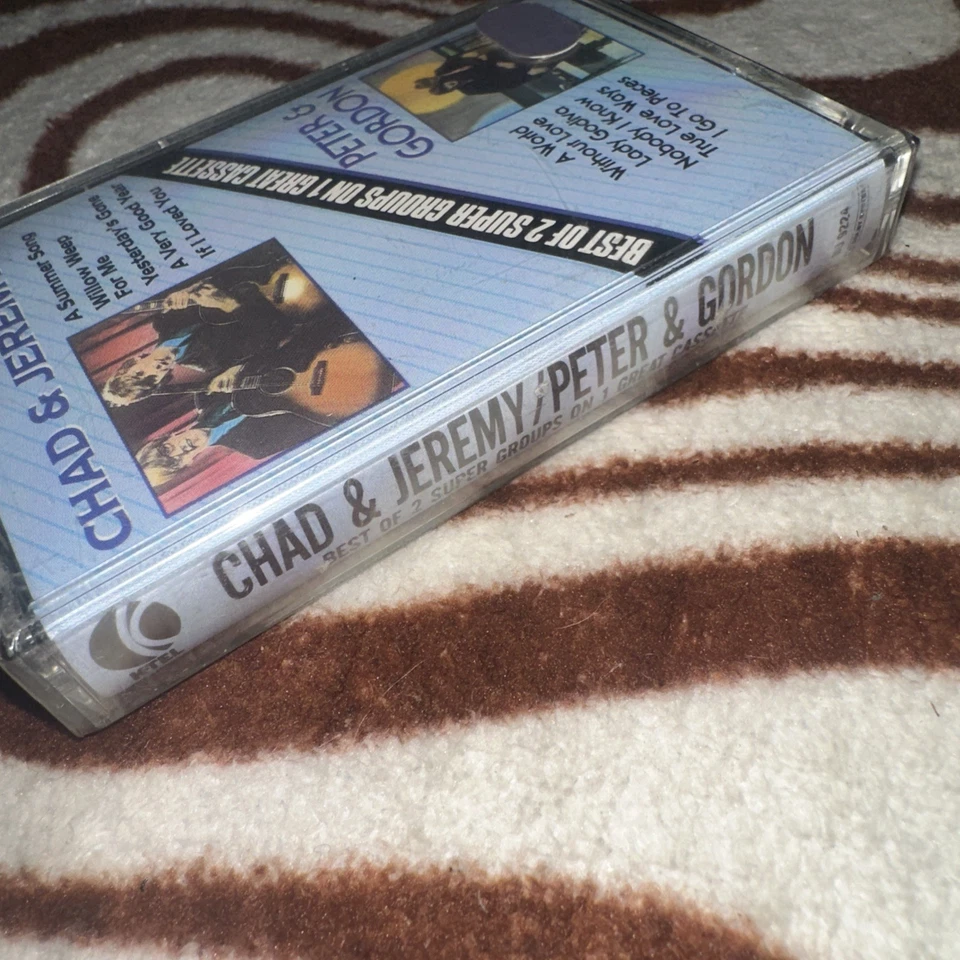 PETER &
GORDON
A World
Without Love
Lady Godiva
Nobody I Know
True Love Ways
I Go To Pieces
BEST OF 2 SUPER GROUPS ON 1 GREAT CASSETTE
CHAD & JEREM
A Summer Song
Willow Weep
For Me
Yesterday's Gone
A Very Good Year
If I Loved You
CHAD & JEREMY/PETER & GORDON
BEST OF 2 SUPER GROUPS ON 1 GREAT CASSETTE
K-TEL